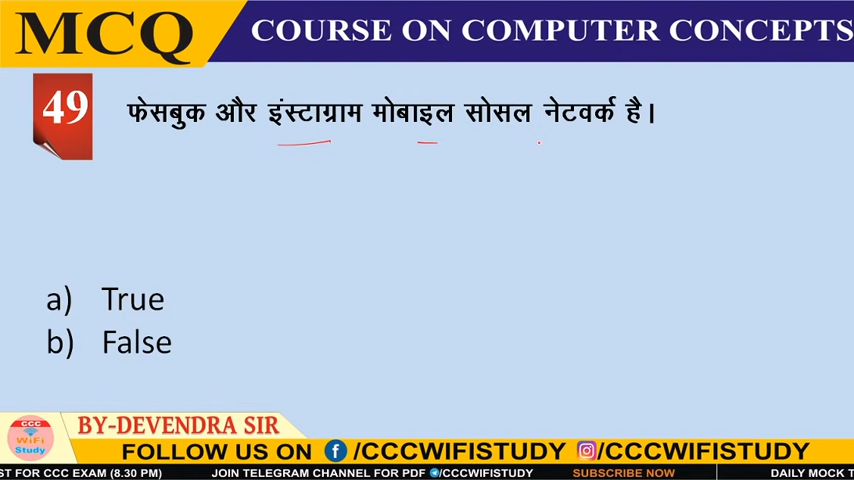 MCQ
COURSE ON COMPUTER CONCEPTS
49
फेसबुक और इंस्टाग्राम मोबाइल सोसल नेटवर्क है।
a) True
b) False
CCC
WiFi
Study
BY-DEVENDRA SIR
FOLLOW US ON /CCCWIFISTUDY /CCCWIFISTUDY
ST FOR CCC EXAM (8.30 PM) JOIN TELEGRAM CHANNEL FOR PDF /CCCWIFISTUDY SUBSCRIBE NOW DAILY MOCK T